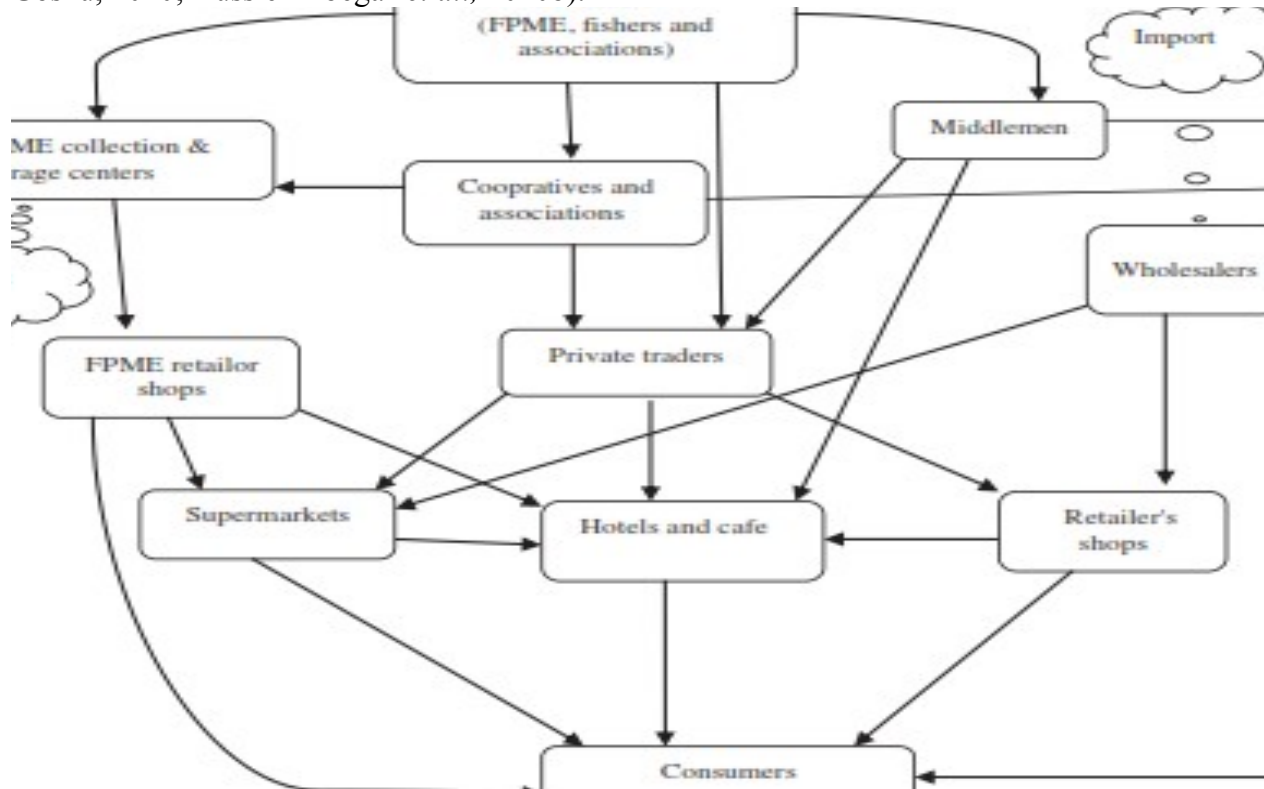 (FPME, fishers and
associations)
Import
Middlemen
ME collection &
rage centers
Coopratives and
associations
Wholesalers
Private traders
FPME retailor
shops
Supermarkets
Hotels and cafe
Retailer's
shops
Consumers